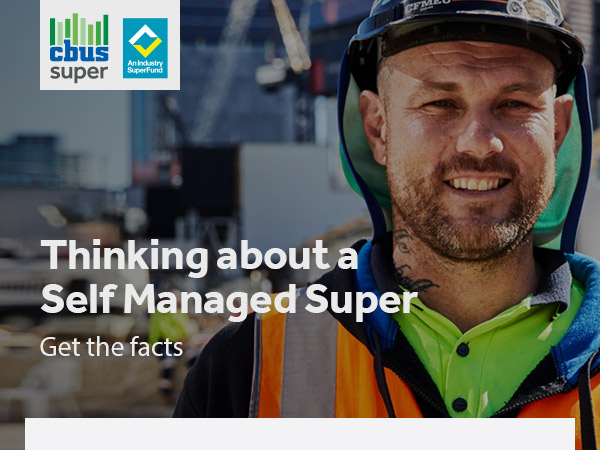 cbus
super
An Industry
SuperFund
CFMEU
Thinking about a
Self Managed Super
Get the facts